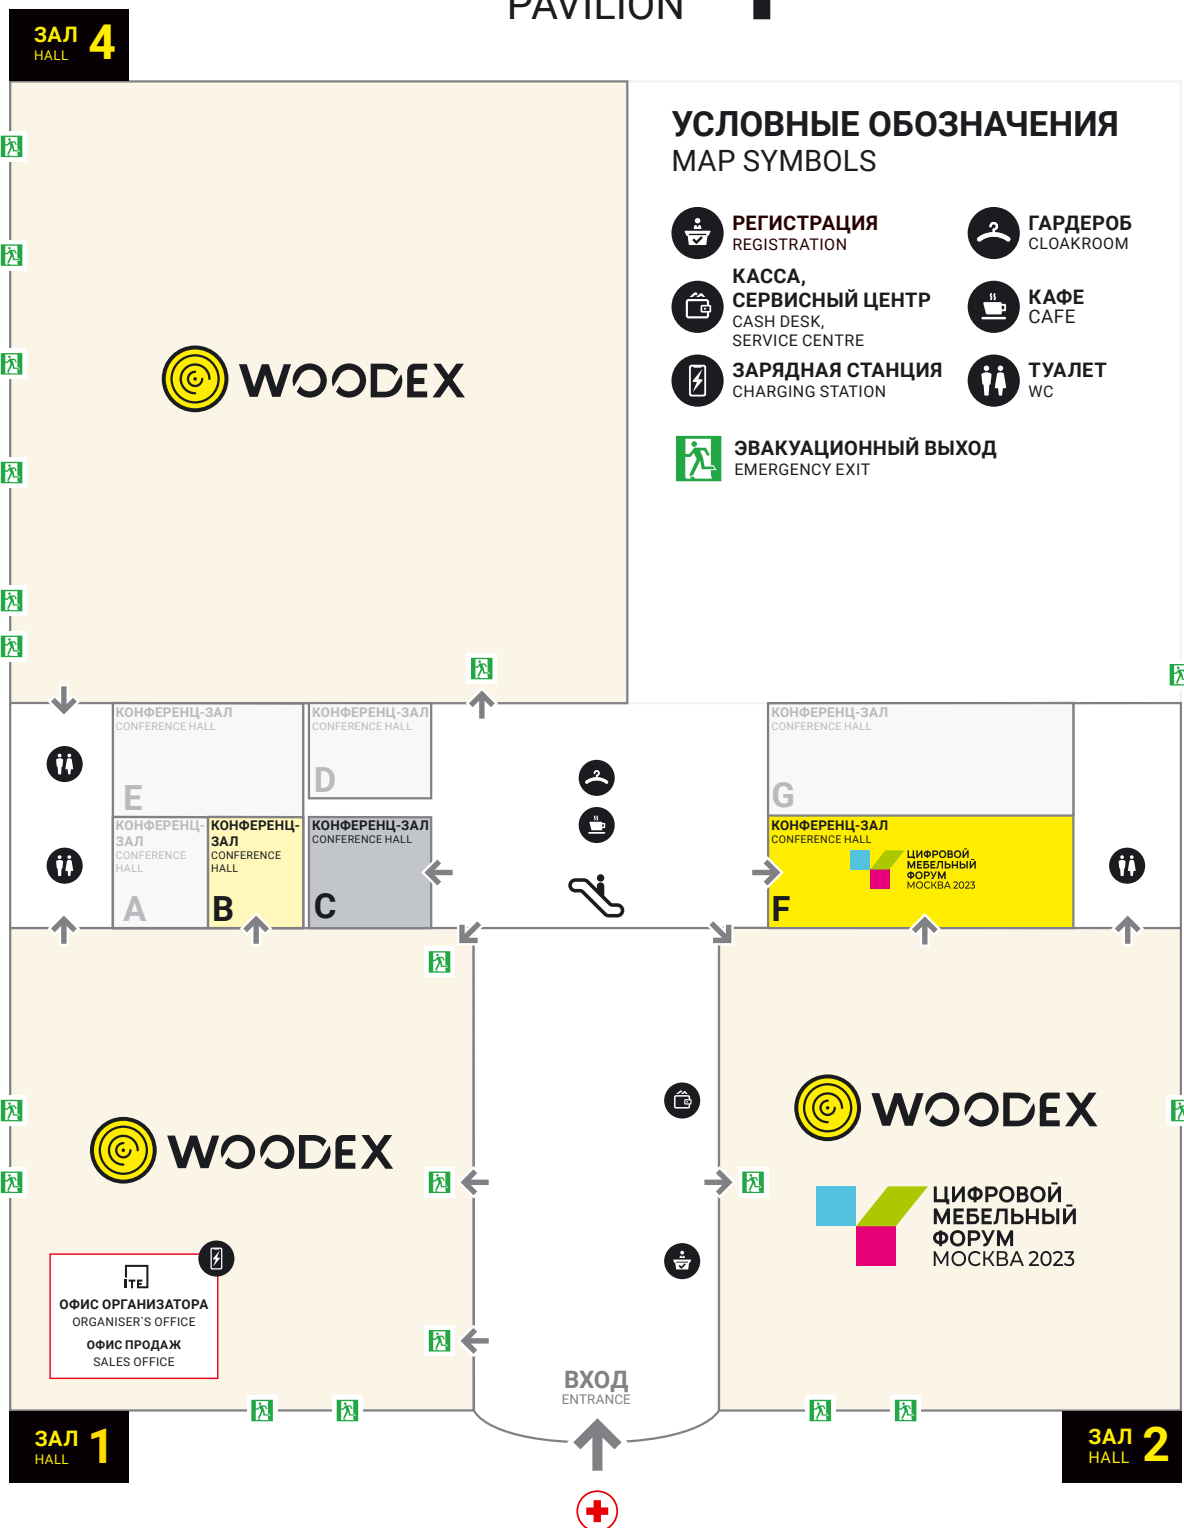 PAVILION
ЗАЛ 4
HALL
УСЛОВНЫЕ ОБОЗНАЧЕНИЯ
MAP SYMBOLS
РЕГИСТРАЦИЯ
REGISTRATION
ГАРДЕРОБ
CLOAKROOM
КАССА,
СЕРВИСНЫЙ ЦЕНТР
CASH DESK,
SERVICE CENTRE
КАФЕ
CAFE
ЗАРЯДНАЯ СТАНЦИЯ
CHARGING STATION
ТУАЛЕТ
WC
ЭВАКУАЦИОННЫЙ ВЫХОД
EMERGENCY EXIT
WOODEX
КОНФЕРЕНЦ-ЗАЛ
CONFERENCE HALL
E
КОНФЕРЕНЦ-ЗАЛ
CONFERENCE HALL
D
КОНФЕРЕНЦ-ЗАЛ
CONFERENCE HALL
G
КОНФЕРЕНЦ-
ЗАЛ
CONFERENCE
HALL
A
КОНФЕРЕНЦ-
ЗАЛ
CONFERENCE
HALL
B
КОНФЕРЕНЦ-ЗАЛ
CONFERENCE HALL
C
КОНФЕРЕНЦ-ЗАЛ
CONFERENCE HALL
ЦИФРОВОЙ
МЕБЕЛЬНЫЙ
ФОРУМ
МОСКВА 2023
F
WOODEX
WOODEX
ЦИФРОВОЙ
МЕБЕЛЬНЫЙ
ФОРУМ
МОСКВА 2023
ITE
ОФИС ОРГАНИЗАТОРА
ORGANISER`S OFFICE
ОФИС ПРОДАЖ
SALES OFFICE
ВХОД
ENTRANCE
ЗАЛ 1
HALL
ЗАЛ 2
HALL